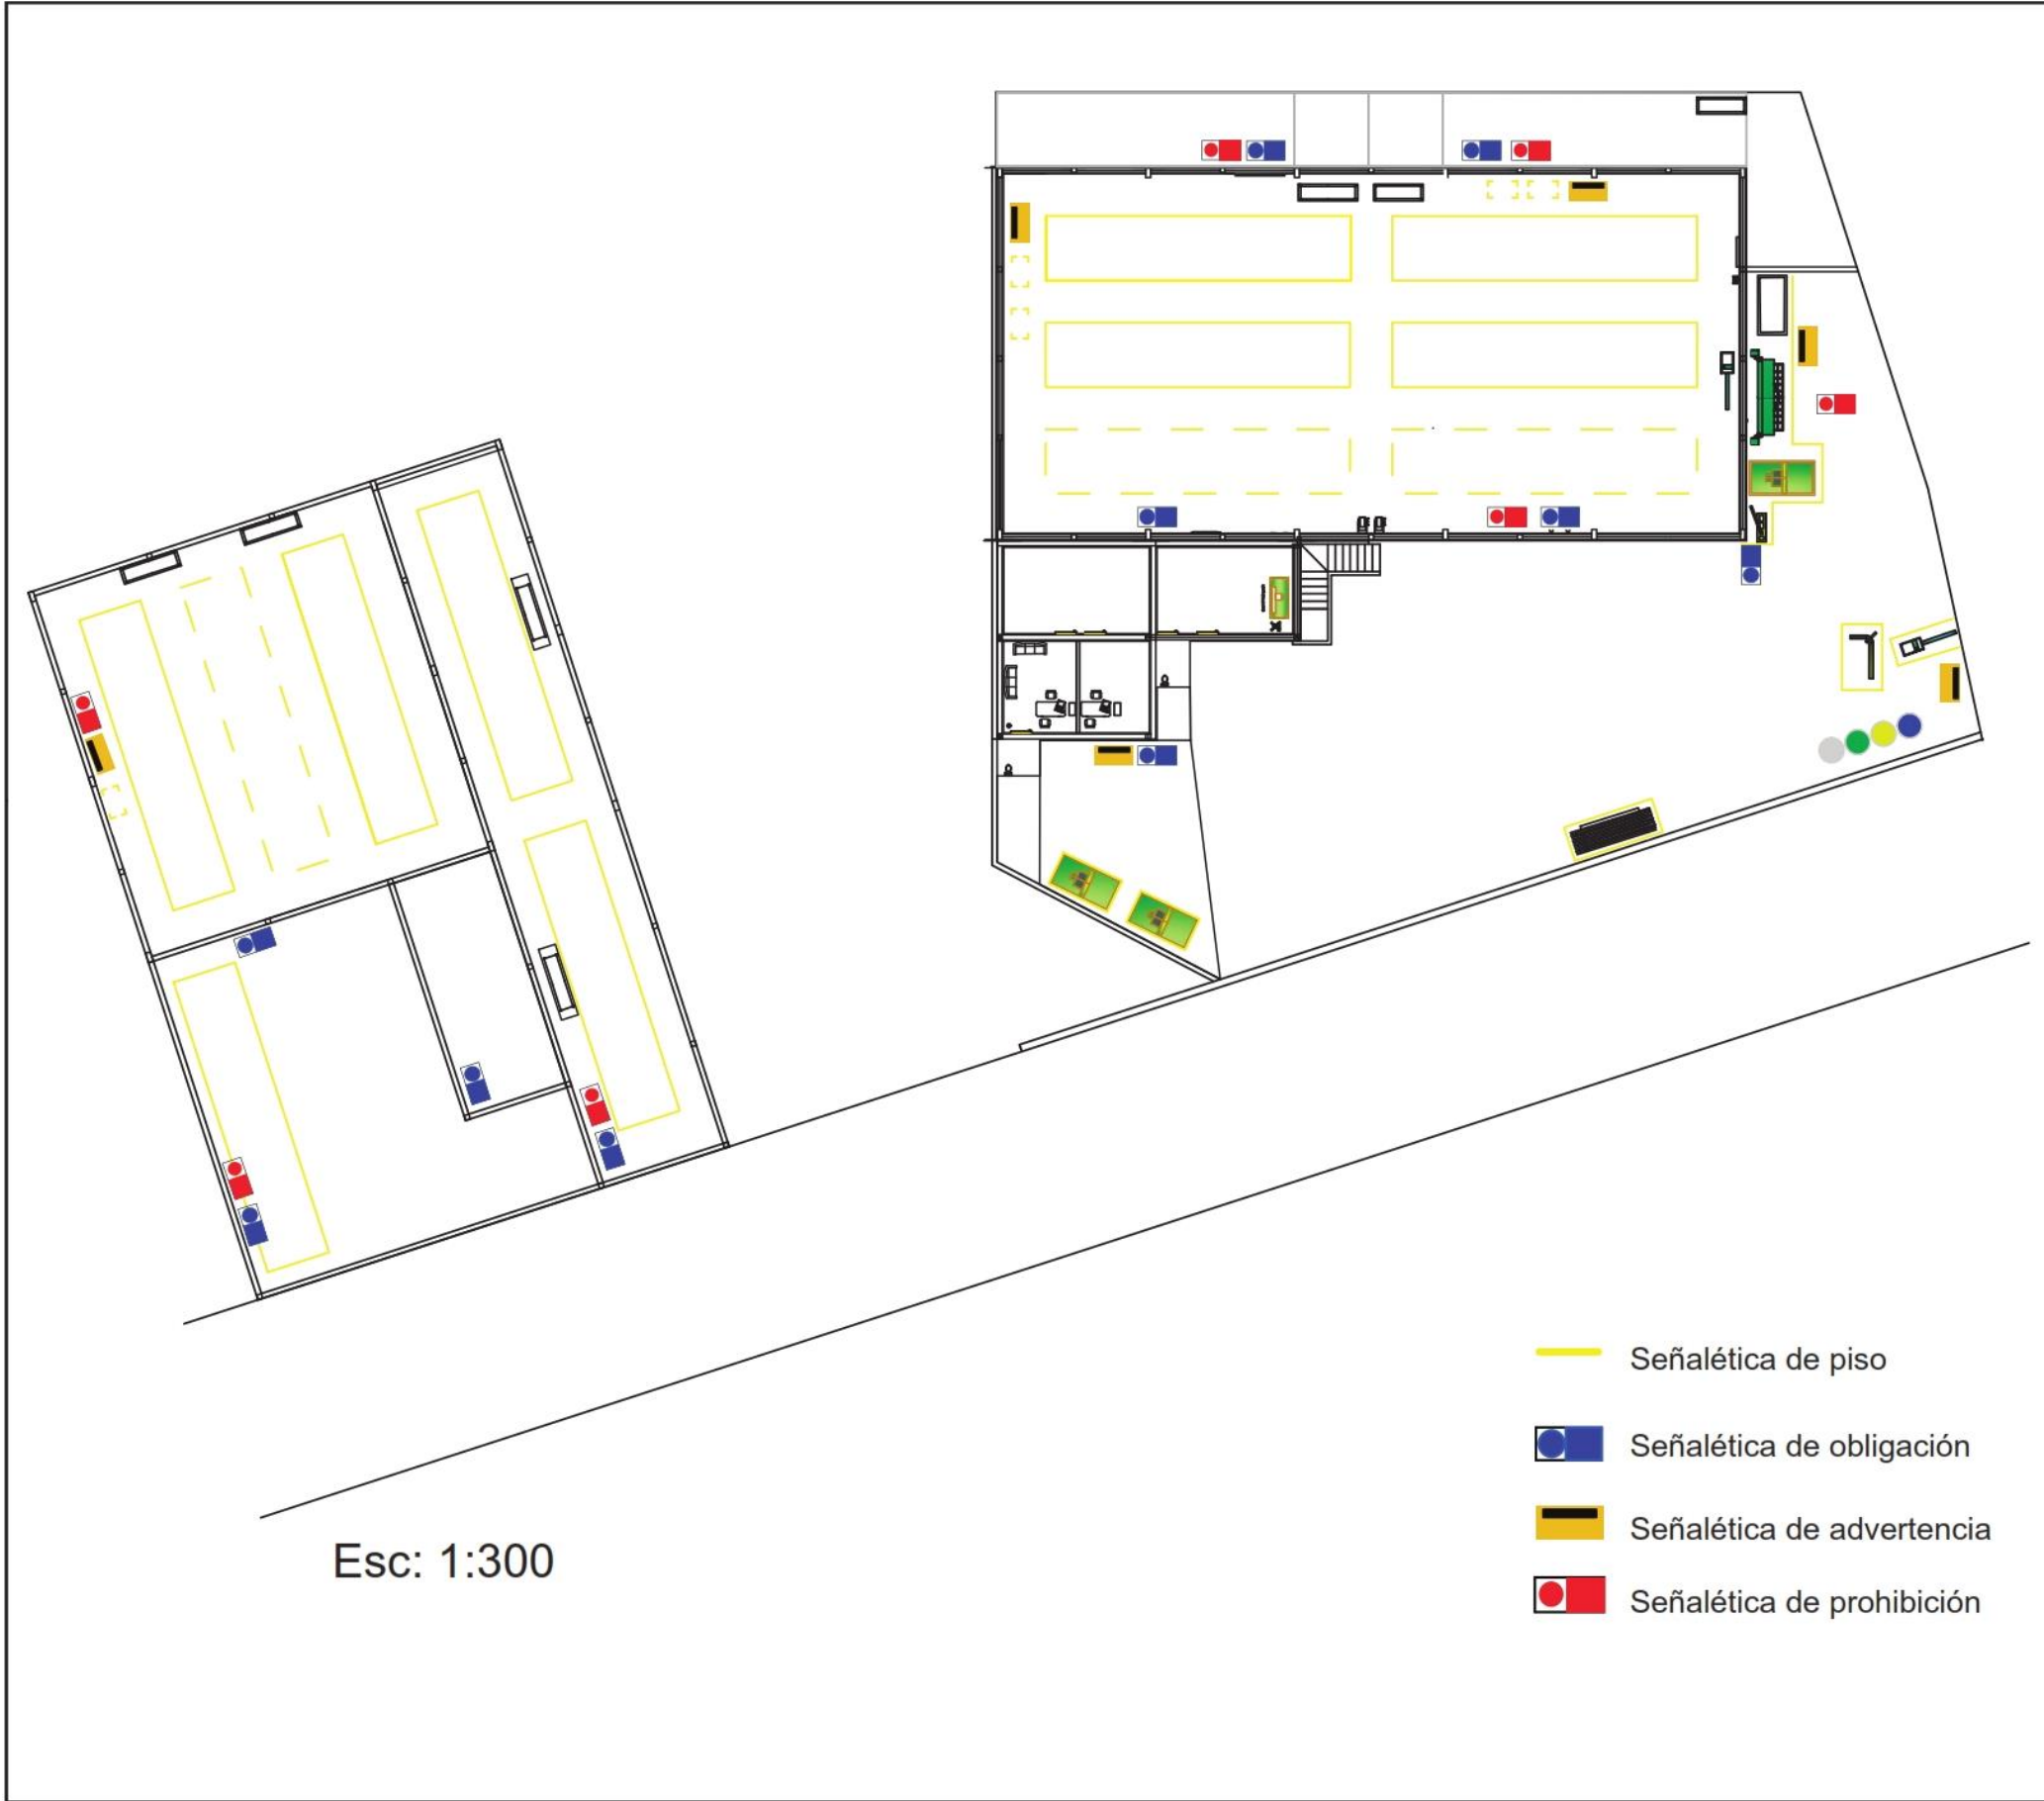 Señalética de piso
Señalética de obligación
Señalética de advertencia
Esc: 1:300
Señalética de prohibición